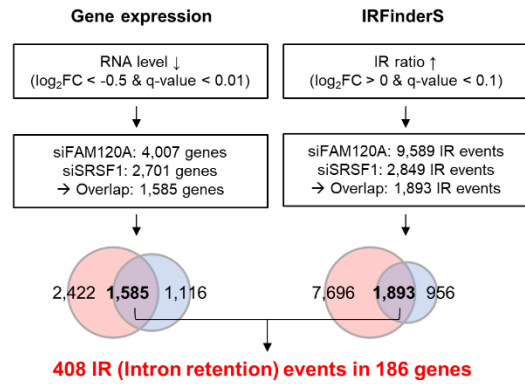 Gene expression
RNA level ↓
(log₂FC < -0.5 & q-value < 0.01)
siFAM120A: 4,007 genes
siSRSF1: 2,701 genes
→ Overlap: 1,585 genes
2,422 1,585 1,116
IRFinderS
IR ratio ↑
(log₂FC > 0 & q-value < 0.1)
siFAM120A: 9,589 IR events
siSRSF1: 2,849 IR events
→ Overlap: 1,893 IR events
7,696 1,893 956
408 IR (Intron retention) events in 186 genes